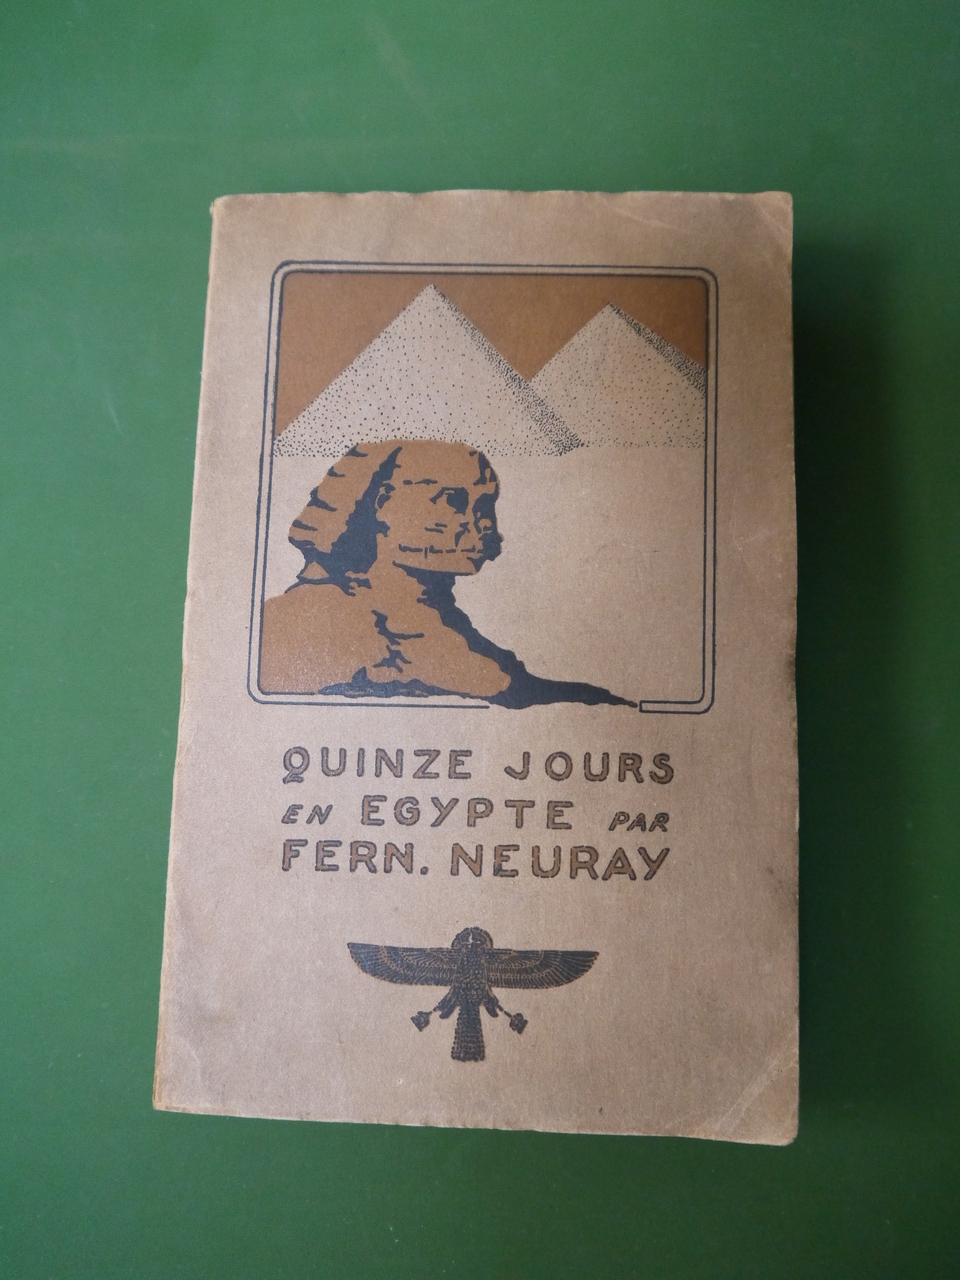 QUINZE JOURS
EN EGYPTE PAR
FERN. NEURAY